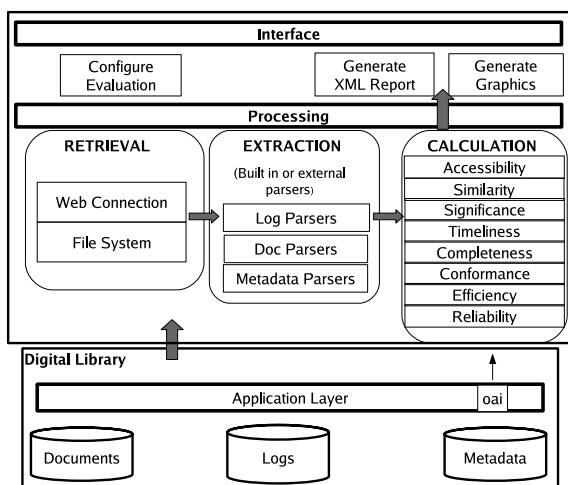 Interface
Configure
Evaluation
Generate
XML Report
Generate
Graphics
Processing
RETRIEVAL
Web Connection
File System
EXTRACTION
(Built in or external
parsers)
Log Parsers
Doc Parsers
Metadata Parsers
CALCULATION
Accessibility
Similarity
Significance
Timeliness
Completeness
Conformance
Efficiency
Reliability
Digital Library
Application Layer
oai
Documents
Logs
Metadata